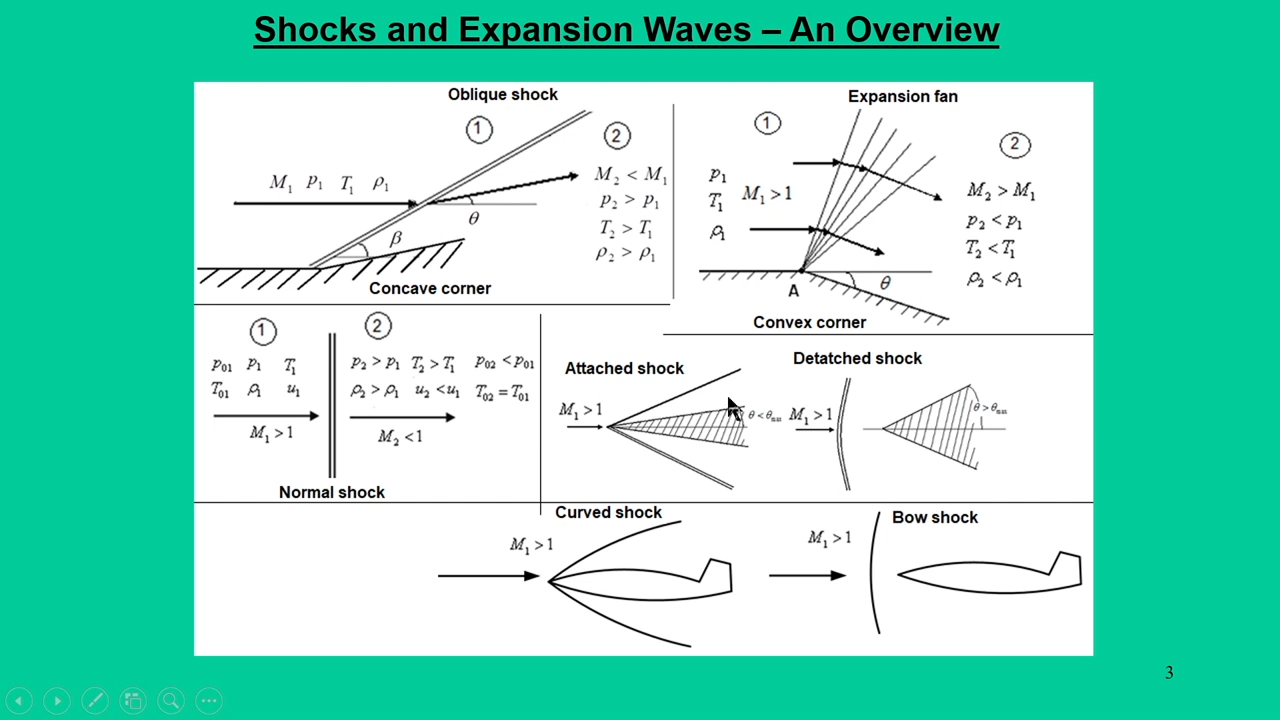 Shocks and Expansion Waves – An Overview
Oblique shock
1
2
M₁ p₁ T₁ ρ₁
M₂ < M₁
p₂ > p₁
T₂ > T₁
ρ₂ > ρ₁
θ
β
Concave corner
Expansion fan
1
2
p₁
T₁ M₁ > 1
ρ₁
M₂ > M₁
p₂ < p₁
T₂ < T₁
ρ₂ < ρ₁
A
θ
Convex corner
1
2
p₀₁ p₁ T₁
T₀₁ ρ₁ u₁
M₁ > 1
p₂ > p₁ T₂ > T₁ p₀₂ < p₀₁
ρ₂ > ρ₁ u₂ < u₁ T₀₂ = T₀₁
M₂ < 1
Normal shock
Attached shock
M₁ > 1
θ < θ
Detatched shock
M₁ > 1
θ > θ
Curved shock
M₁ > 1
Bow shock
M₁ > 1
3